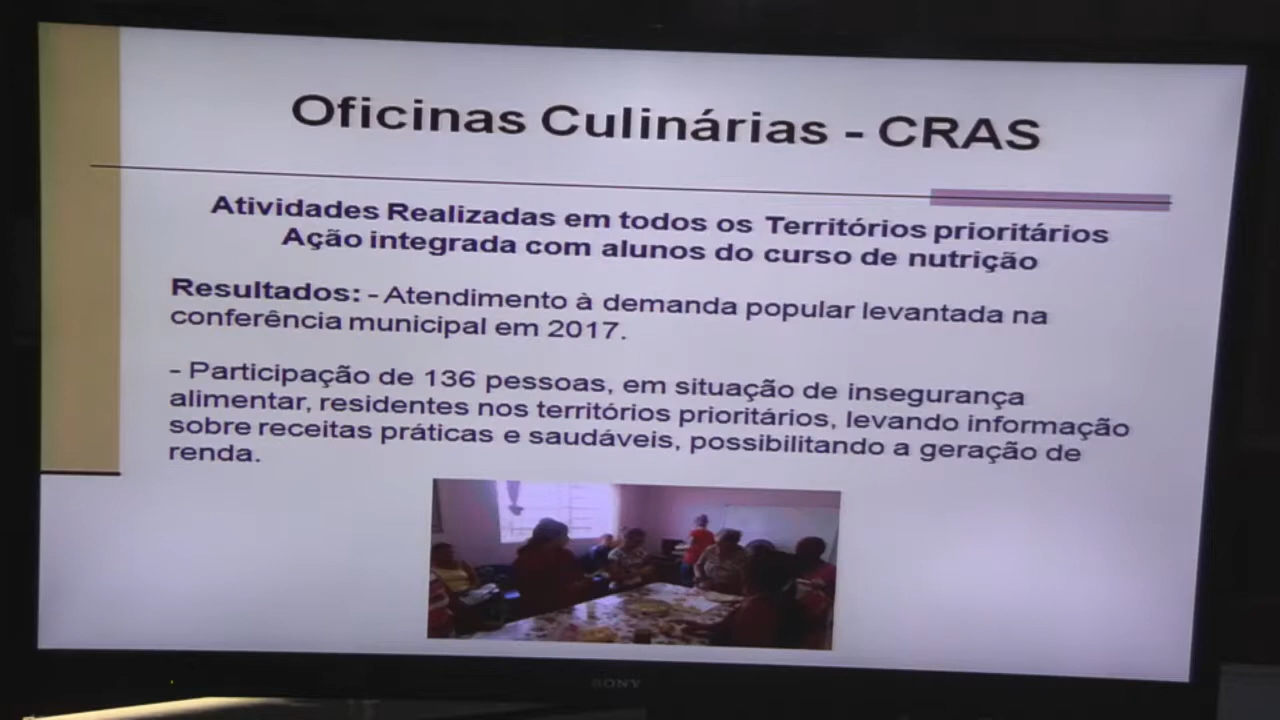 Oficinas Culinárias - CRAS
Atividades Realizadas em todos os Territórios prioritários
Ação integrada com alunos do curso de nutrição
Resultados: - Atendimento à demanda popular levantada na
conferência municipal em 2017.
- Participação de 136 pessoas, em situação de insegurança
alimentar, residentes nos territórios prioritários, levando informação
sobre receitas práticas e saudáveis, possibilitando a geração de
renda.
SONY